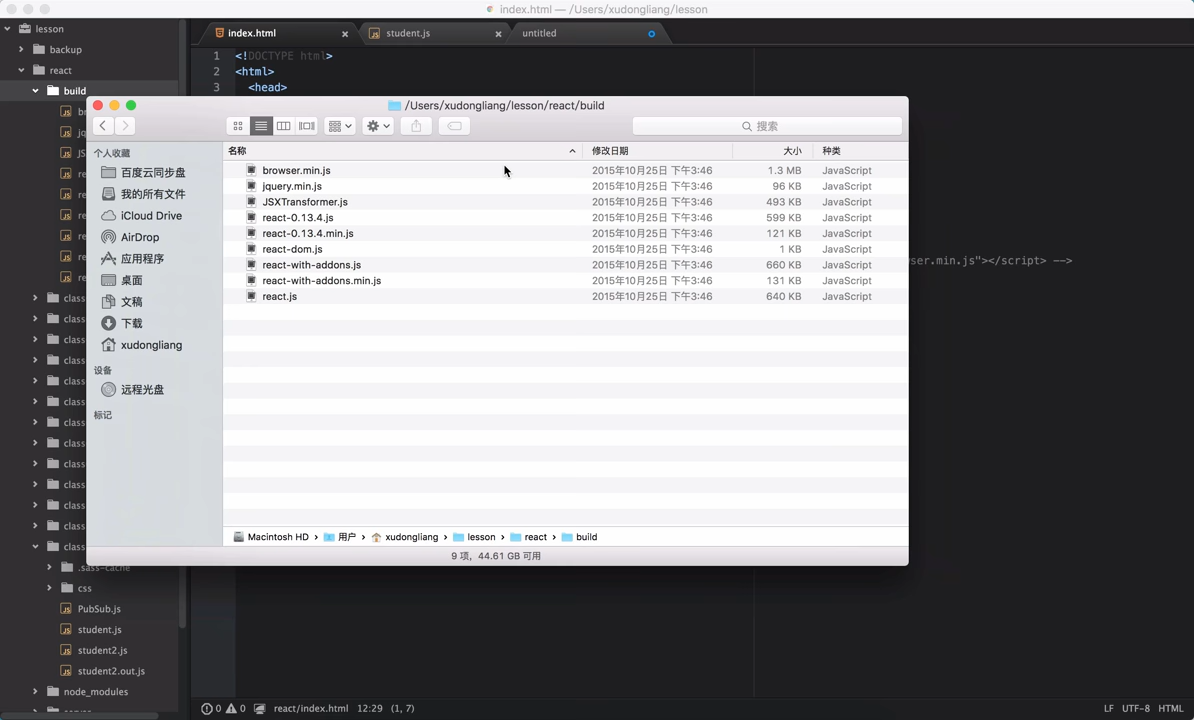 index.html — /Users/xudongliang/lesson
lesson
backup
react
build
index.html
student.js
untitled
1 <!DOCTYPE html>
2 <html>
3 <head>
/Users/xudongliang/lesson/react/build
搜索
个人收藏
百度云同步盘
我的所有文件
iCloud Drive
AirDrop
应用程序
桌面
文稿
下载
xudongliang
设备
远程光盘
标记
名称 修改日期 大小 种类
browser.min.js 2015年10月25日 下午3:46 1.3 MB JavaScript
jquery.min.js 2015年10月25日 下午3:46 96 KB JavaScript
JSXTransformer.js 2015年10月25日 下午3:46 493 KB JavaScript
react-0.13.4.js 2015年10月25日 下午3:46 599 KB JavaScript
react-0.13.4.min.js 2015年10月25日 下午3:46 121 KB JavaScript
react-dom.js 2015年10月25日 下午3:46 1 KB JavaScript
react-with-addons.js 2015年10月25日 下午3:46 660 KB JavaScript
react-with-addons.min.js 2015年10月25日 下午3:46 131 KB JavaScript
react.js 2015年10月25日 下午3:46 640 KB JavaScript
ser.min.js"></script> -->
Macintosh HD › 用户 › xudongliang › lesson › react › build
9 项, 44.61 GB 可用
.sass-cache
css
PubSub.js
student.js
student2.js
student2.out.js
node_modules
0 0 react/index.html 12:29 (1, 7)
LF UTF-8 HTML